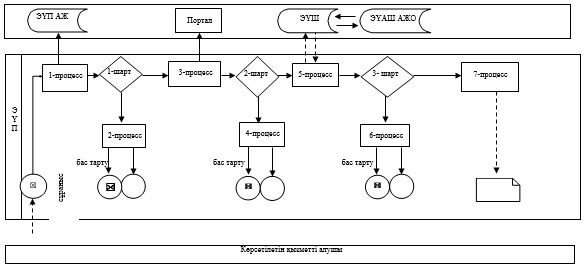 ЭҮП АЖ
Портал
ЭҮШ
ЭҮАШ АЖО
ЭҮП
1-процесс
1-шарт
3-процесс
2-шарт
5-процесс
3- шарт
7-процесс
2-процесс
4-процесс
6-процесс
бас тарту
бас тарту
бас тарту
сұраныс
Көрсетілетін қызметті алушы